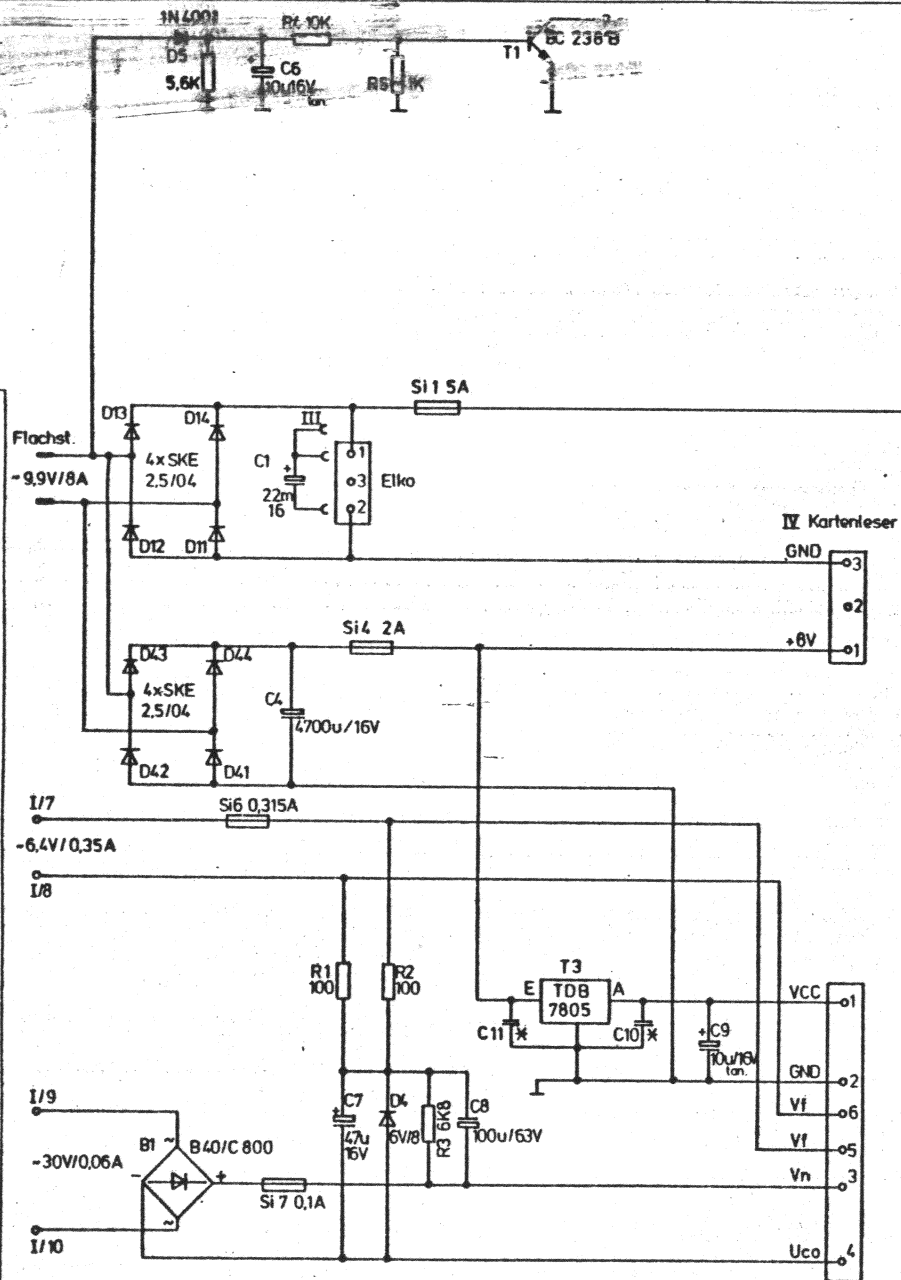 1N4001
D5
5,6K
C6
10u16V
tan.
R4 10K
R5 1K
T1
BC 238 B
Si 1 5A
D13
D14
III
Flachst.
4xSKE
2,5/04
C1
+
22m
16
1
3
2
Elko
~9,9V/8A
D12
D11
IV Kartenleser
GND
3
2
+8V
1
Si4 2A
D43
D44
4xSKE
2,5/04
C4
4700u/16V
D42
D41
I/7
Si6 0,315A
~6,4V/0,35A
I/8
R1
100
R2
100
T3
E
TDB
7805
A
VCC
1
C11 *
C10 *
+
C9
10u/16V
tan.
GND
2
Vf
6
Vf
5
Vn
3
I/9
C7
+
47u
16V
D4
6V/8
R3 6K8
C8
100u/63V
B1
~
B40/C800
~30V/0,06A
-
+
~
Si 7 0,1A
I/10
Uco
4